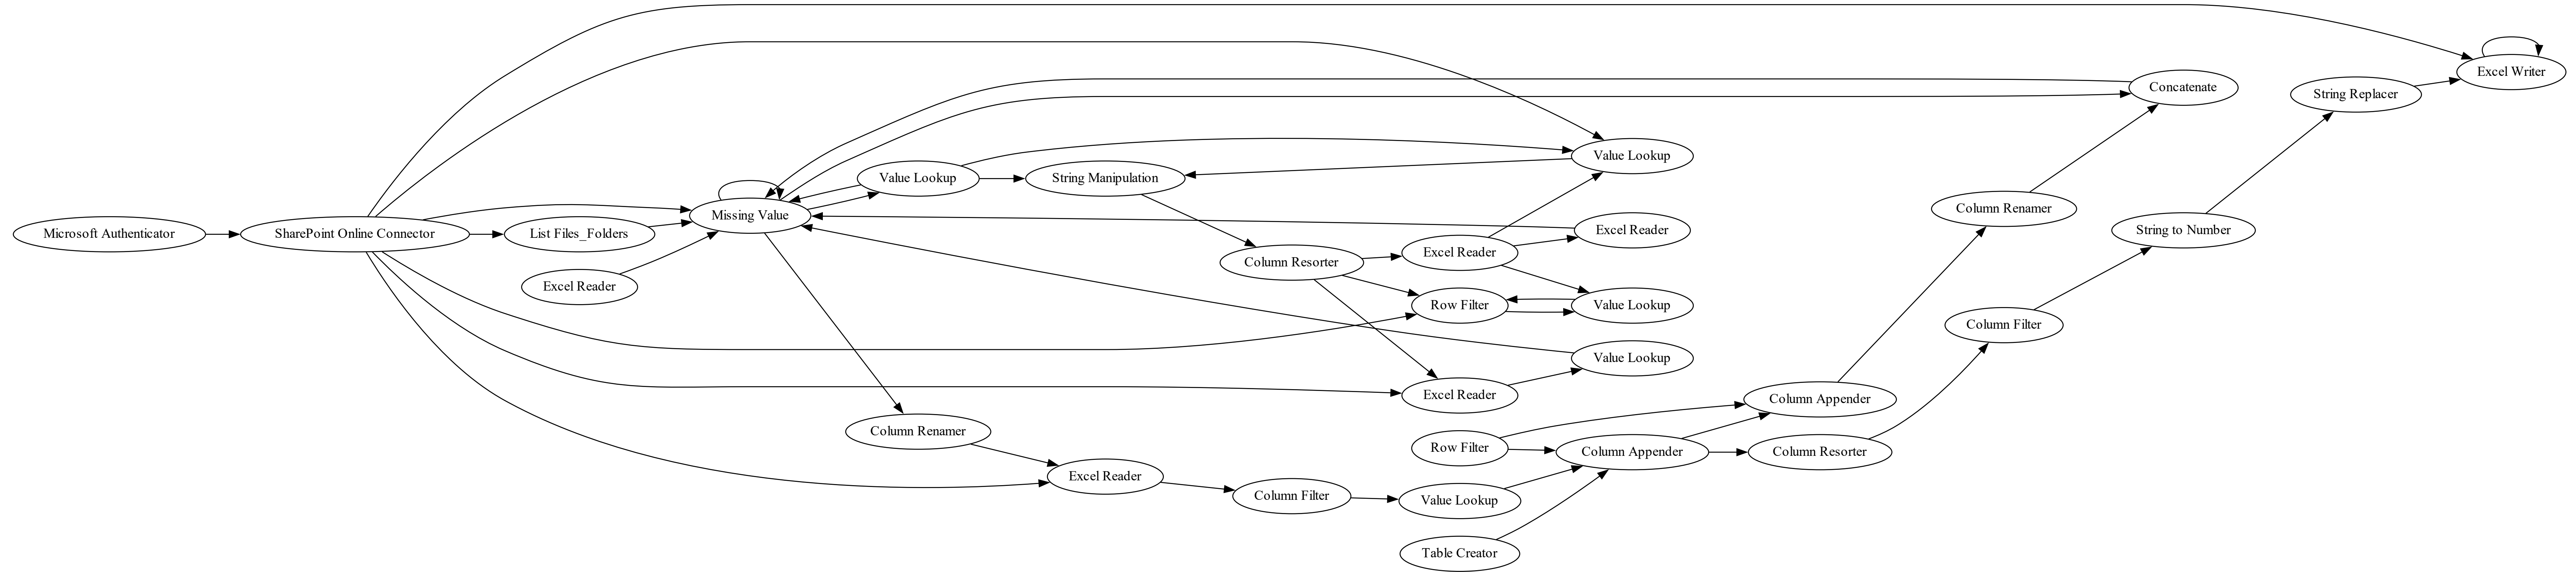 Microsoft Authenticator
SharePoint Online Connector
List Files_Folders
Excel Reader
Missing Value
Value Lookup
Column Renamer
String Manipulation
Excel Reader
Column Resorter
Column Filter
Excel Reader
Row Filter
Excel Reader
Row Filter
Value Lookup
Table Creator
Value Lookup
Excel Reader
Value Lookup
Value Lookup
Column Appender
Column Appender
Column Resorter
Column Renamer
Column Filter
Concatenate
String to Number
String Replacer
Excel Writer